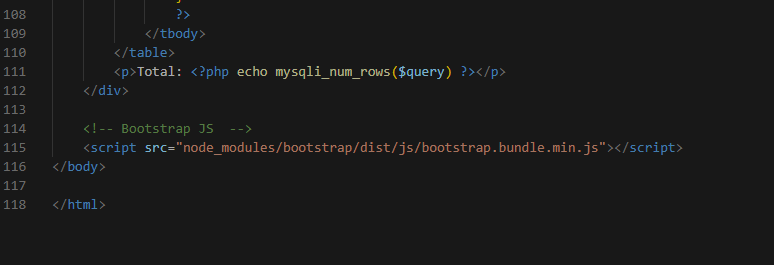 108 ?>
109 </tbody>
110 </table>
111 <p>Total: <?php echo mysqli_num_rows($query) ?></p>
112 </div>
113
114 <!-- Bootstrap JS  -->
115 <script src="node_modules/bootstrap/dist/js/bootstrap.bundle.min.js"></script>
116 </body>
117
118 </html>